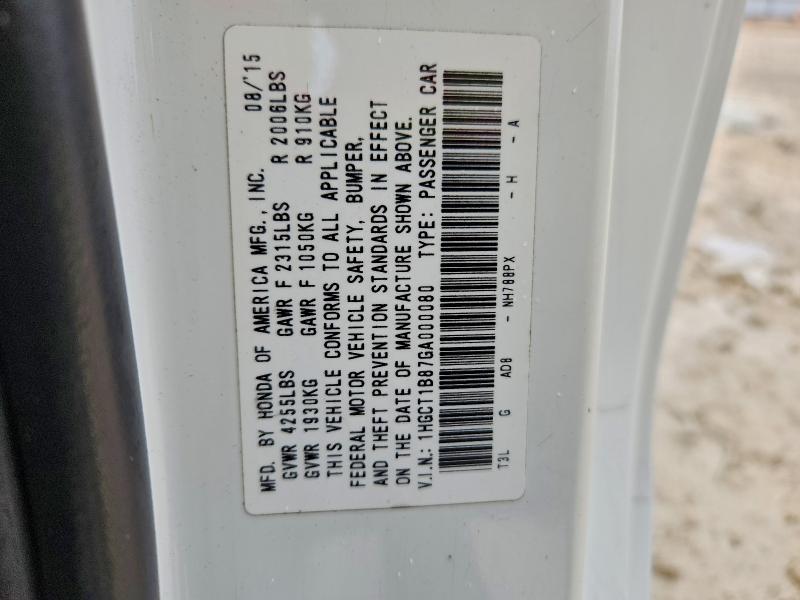 MFD. BY HONDA OF AMERICA MFG., INC. 08/'15
GVWR 4255LBS GAWR F 2315LBS R 2006LBS
GVWR 1930KG GAWR F 1050KG R 910KG
THIS VEHICLE CONFORMS TO ALL APPLICABLE
FEDERAL MOTOR VEHICLE SAFETY, BUMPER,
AND THEFT PREVENTION STANDARDS IN EFFECT
ON THE DATE OF MANUFACTURE SHOWN ABOVE.
V.I.N.: 1HGCT1B87GA000080 TYPE: PASSENGER CAR
T3L G AD8 - NH788PX - H - A